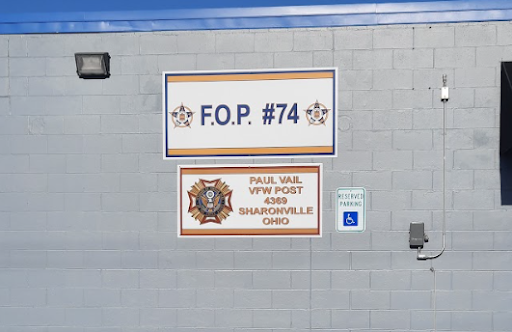 F.O.P. #74
PAUL VAIL
VFW POST
4369
SHARONVILLE
OHIO
RESERVED
PARKING